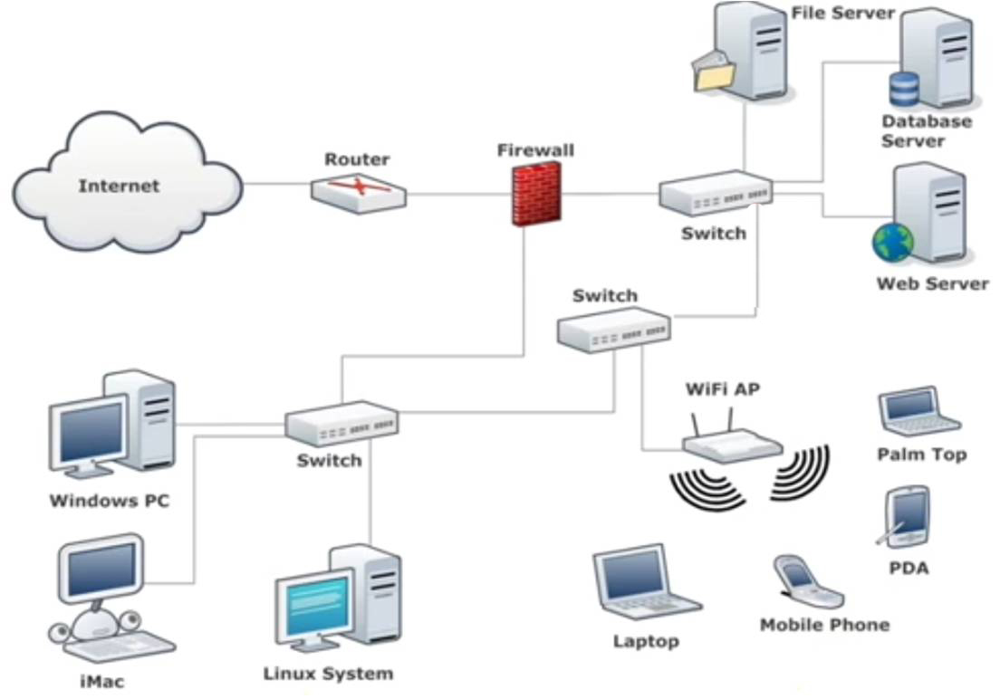 File Server
Database
Server
Internet
Router
Firewall
Switch
Web Server
Switch
WiFi AP
Palm Top
Windows PC
Switch
PDA
iMac
Linux System
Laptop
Mobile Phone